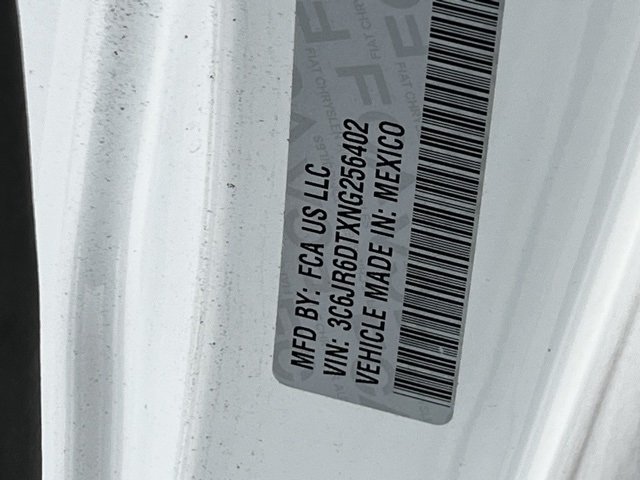 MFD BY: FCA US LLC
VIN: 3C6JR6DTXNG256402
VEHICLE MADE IN: MEXICO